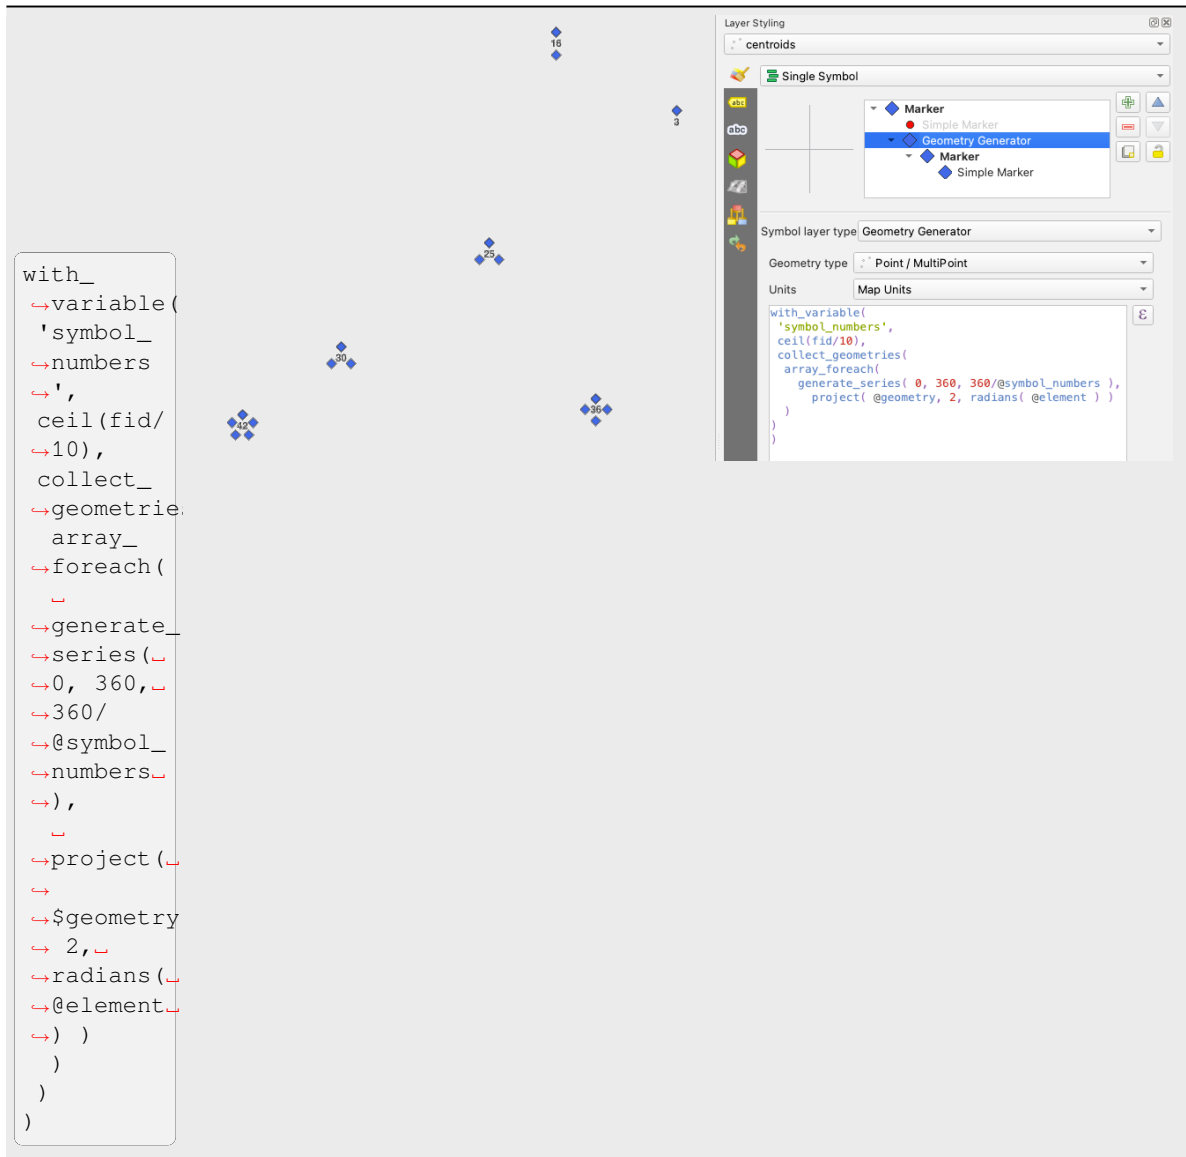 with_
↪variable(
'symbol_
↪numbers
↪',
ceil(fid/
↪10),
collect_
↪geometrie
array_
↪foreach(
␣
↪generate_
↪series(␣
↪0, 360,␣
↪360/
↪@symbol_
↪numbers␣
↪),
␣
↪project(␣
↪
↪$geometry
↪ 2,␣
↪radians(␣
↪@element␣
↪) )
)
)
)
16
3
25
30
36
42
Layer Styling
centroids
Single Symbol
abc
abc
Marker
Simple Marker
Geometry Generator
Marker
Simple Marker
Symbol layer type Geometry Generator
Geometry type Point / MultiPoint
Units Map Units
with_variable(
'symbol_numbers',
ceil(fid/10),
collect_geometries(
array_foreach(
generate_series( 0, 360, 360/@symbol_numbers ),
project( @geometry, 2, radians( @element ) )
)
)
)
ε